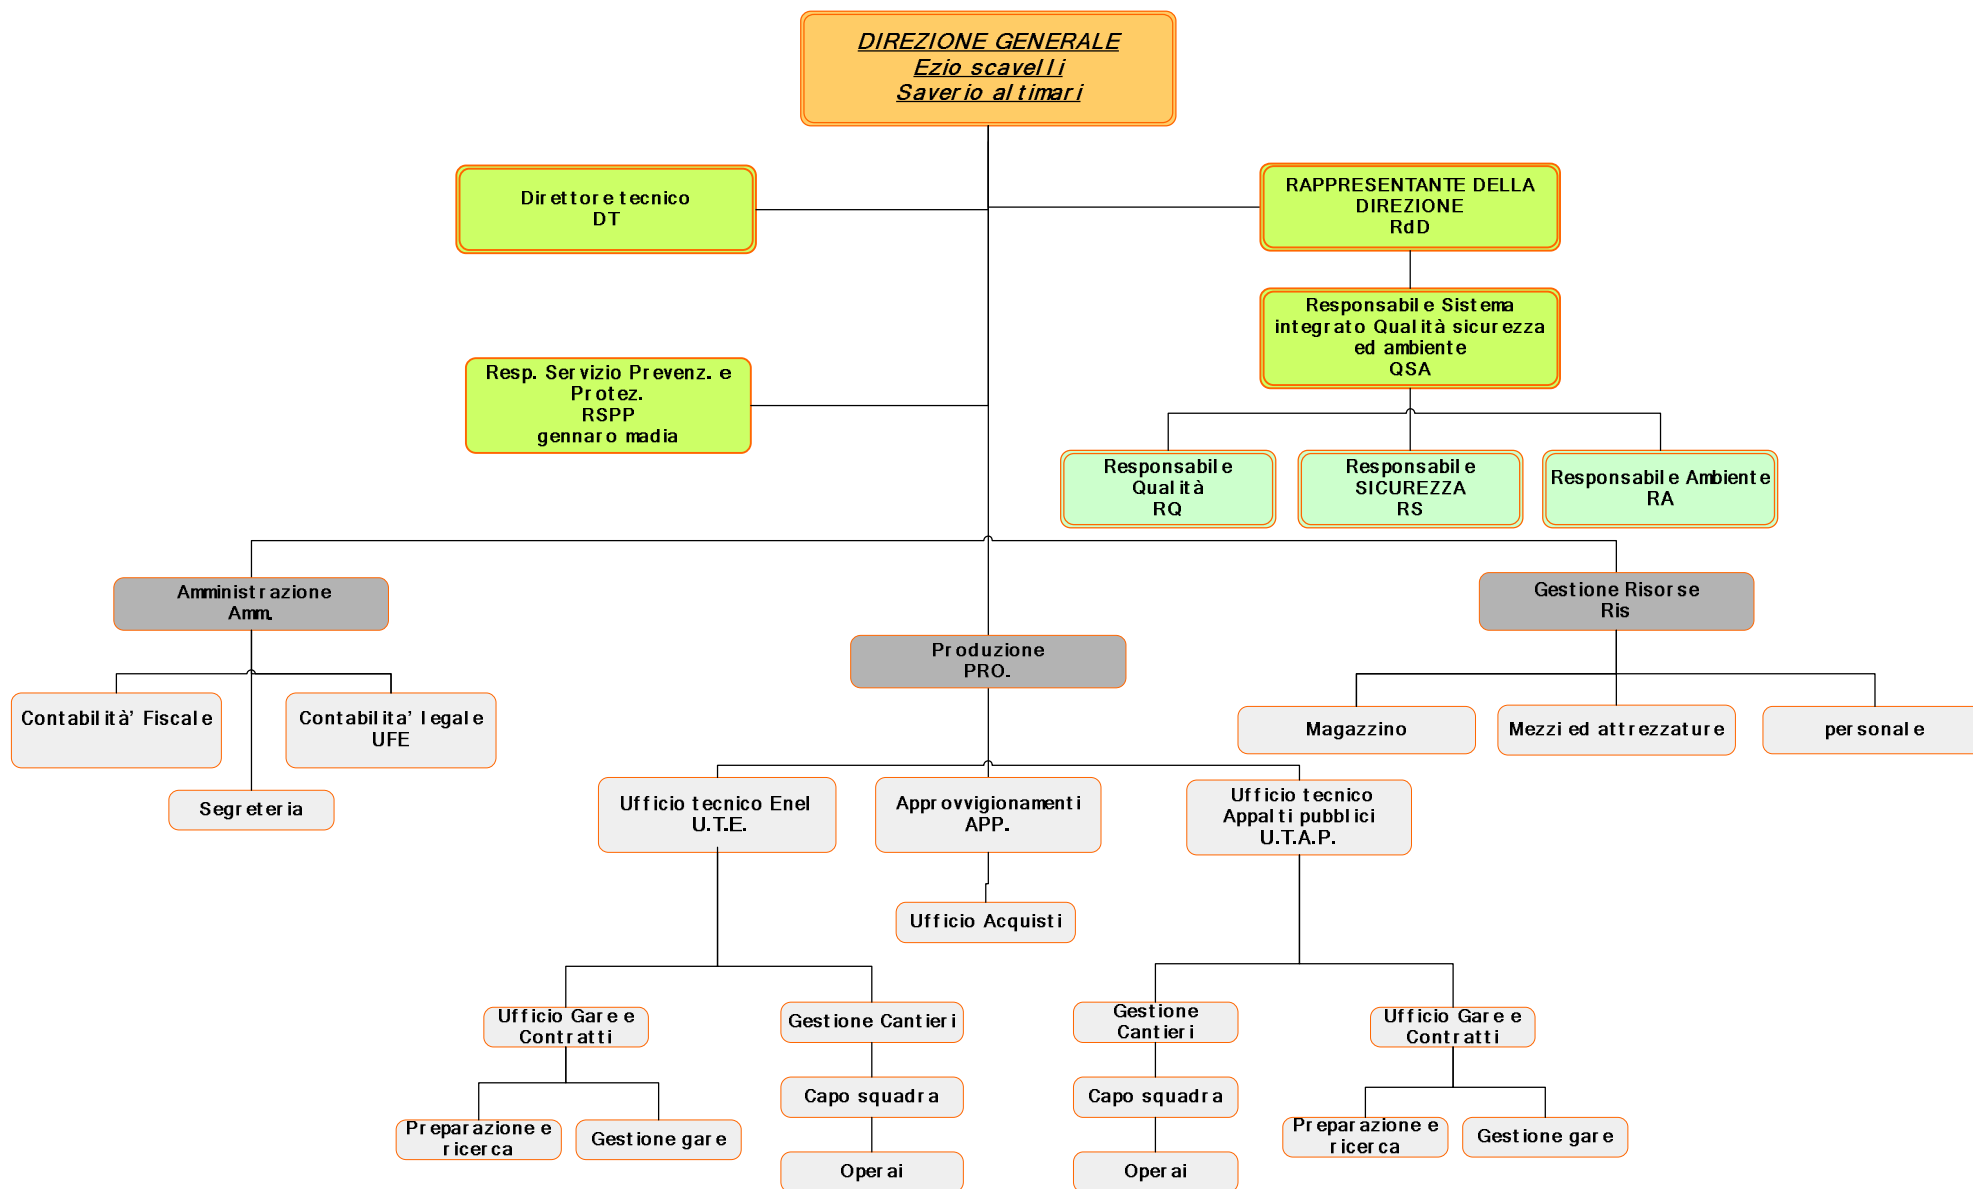 DIREZIONE GENERALE
Ezio scavelli
Saverio altimari
Direttore tecnico
DT
RAPPRESENTANTE DELLA
DIREZIONE
RdD
Responsabile Sistema
integrato Qualità sicurezza
ed ambiente
QSA
Resp. Servizio Prevenz. e
Protez.
RSPP
gennaro madia
Responsabile
Qualità
RQ
Responsabile
SICUREZZA
RS
Responsabile Ambiente
RA
Amministrazione
Amm.
Gestione Risorse
Ris
Produzione
PRO.
Contabilità’ Fiscale
Contabilita’ legale
UFE
Segreteria
Magazzino
Mezzi ed attrezzature
personale
Ufficio tecnico Enel
U.T.E.
Approvvigionamenti
APP.
Ufficio tecnico
Appalti pubblici
U.T.A.P.
Ufficio Acquisti
Ufficio Gare e
Contratti
Gestione Cantieri
Gestione
Cantieri
Ufficio Gare e
Contratti
Capo squadra
Capo squadra
Preparazione e
ricerca
Gestione gare
Preparazione e
ricerca
Gestione gare
Operai
Operai